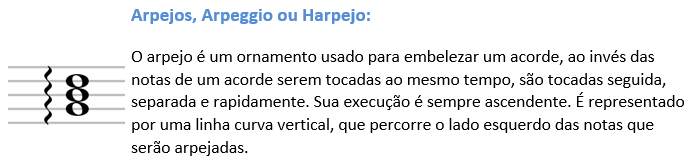 Arpejos, Arpeggio ou Harpejo:
O arpejo é um ornamento usado para embelezar um acorde, ao invés das
notas de um acorde serem tocadas ao mesmo tempo, são tocadas seguida,
separada e rapidamente. Sua execução é sempre ascendente. É representado
por uma linha curva vertical, que percorre o lado esquerdo das notas que
serão arpejadas.